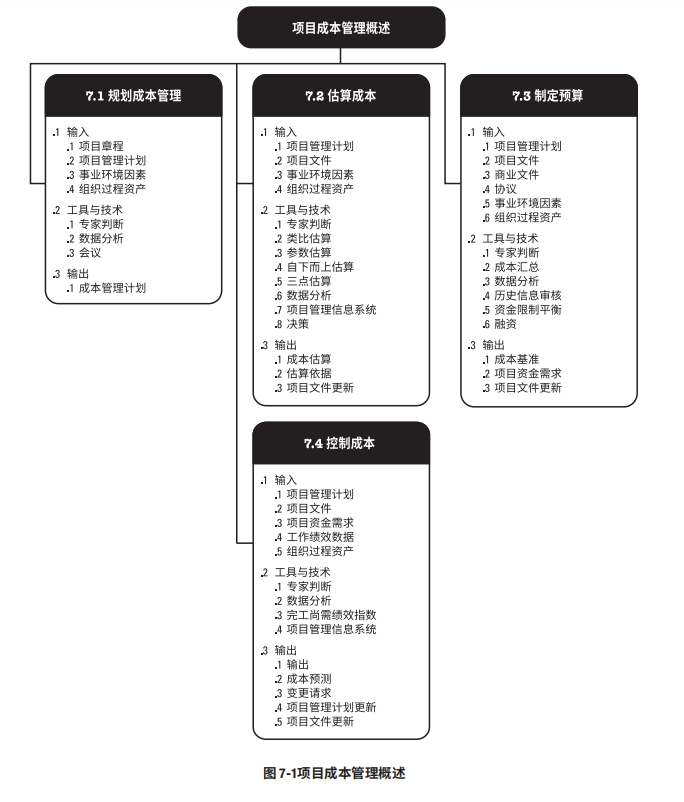 项目成本管理概述
7.1 规划成本管理
.1 输入
.1 项目章程
.2 项目管理计划
.3 事业环境因素
.4 组织过程资产
.2 工具与技术
.1 专家判断
.2 数据分析
.3 会议
.3 输出
.1 成本管理计划
7.2 估算成本
.1 输入
.1 项目管理计划
.2 项目文件
.3 事业环境因素
.4 组织过程资产
.2 工具与技术
.1 专家判断
.2 类比估算
.3 参数估算
.4 自下而上估算
.5 三点估算
.6 数据分析
.7 项目管理信息系统
.8 决策
.3 输出
.1 成本估算
.2 估算依据
.3 项目文件更新
7.3 制定预算
.1 输入
.1 项目管理计划
.2 项目文件
.3 商业文件
.4 协议
.5 事业环境因素
.6 组织过程资产
.2 工具与技术
.1 专家判断
.2 成本汇总
.3 数据分析
.4 历史信息审核
.5 资金限制平衡
.6 融资
.3 输出
.1 成本基准
.2 项目资金需求
.3 项目文件更新
7.4 控制成本
.1 输入
.1 项目管理计划
.2 项目文件
.3 项目资金需求
.4 工作绩效数据
.5 组织过程资产
.2 工具与技术
.1 专家判断
.2 数据分析
.3 完工尚需绩效指数
.4 项目管理信息系统
.3 输出
.1 输出
.2 成本预测
.3 变更请求
.4 项目管理计划更新
.5 项目文件更新
图 7-1项目成本管理概述